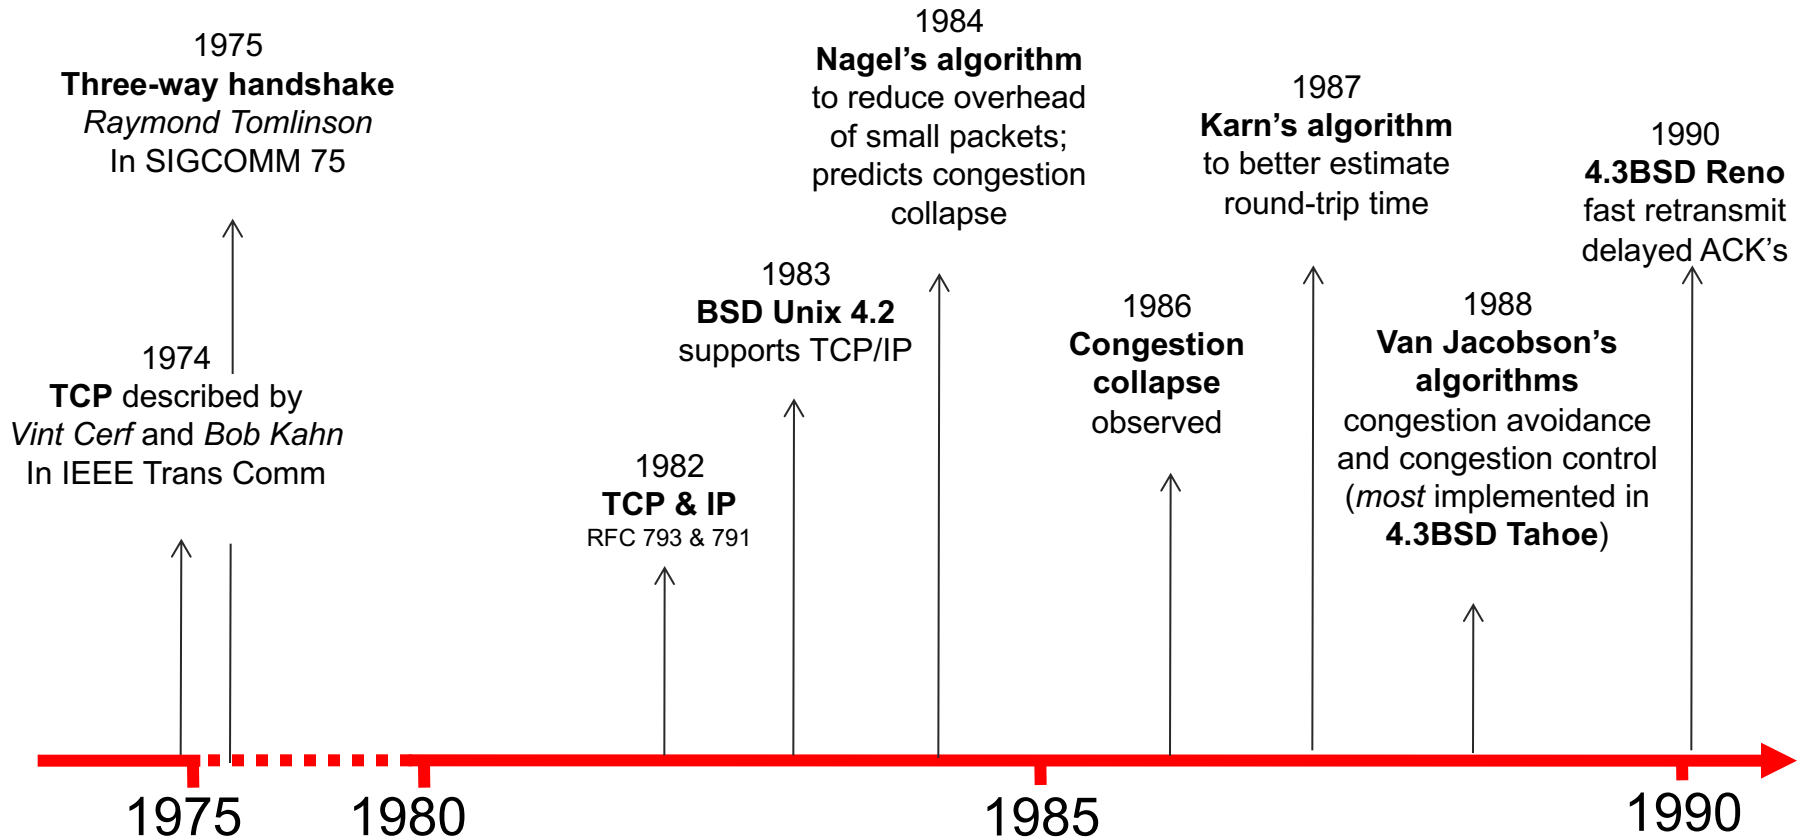 1975
Three-way handshake
Raymond Tomlinson
In SIGCOMM 75
1974
TCP described by
Vint Cerf and Bob Kahn
In IEEE Trans Comm
1982
TCP & IP
RFC 793 & 791
1983
BSD Unix 4.2
supports TCP/IP
1984
Nagel’s algorithm
to reduce overhead
of small packets;
predicts congestion
collapse
1986
Congestion
collapse
observed
1987
Karn’s algorithm
to better estimate
round-trip time
1988
Van Jacobson’s
algorithms
congestion avoidance
and congestion control
(most implemented in
4.3BSD Tahoe)
1990
4.3BSD Reno
fast retransmit
delayed ACK’s
1975
1980
1985
1990